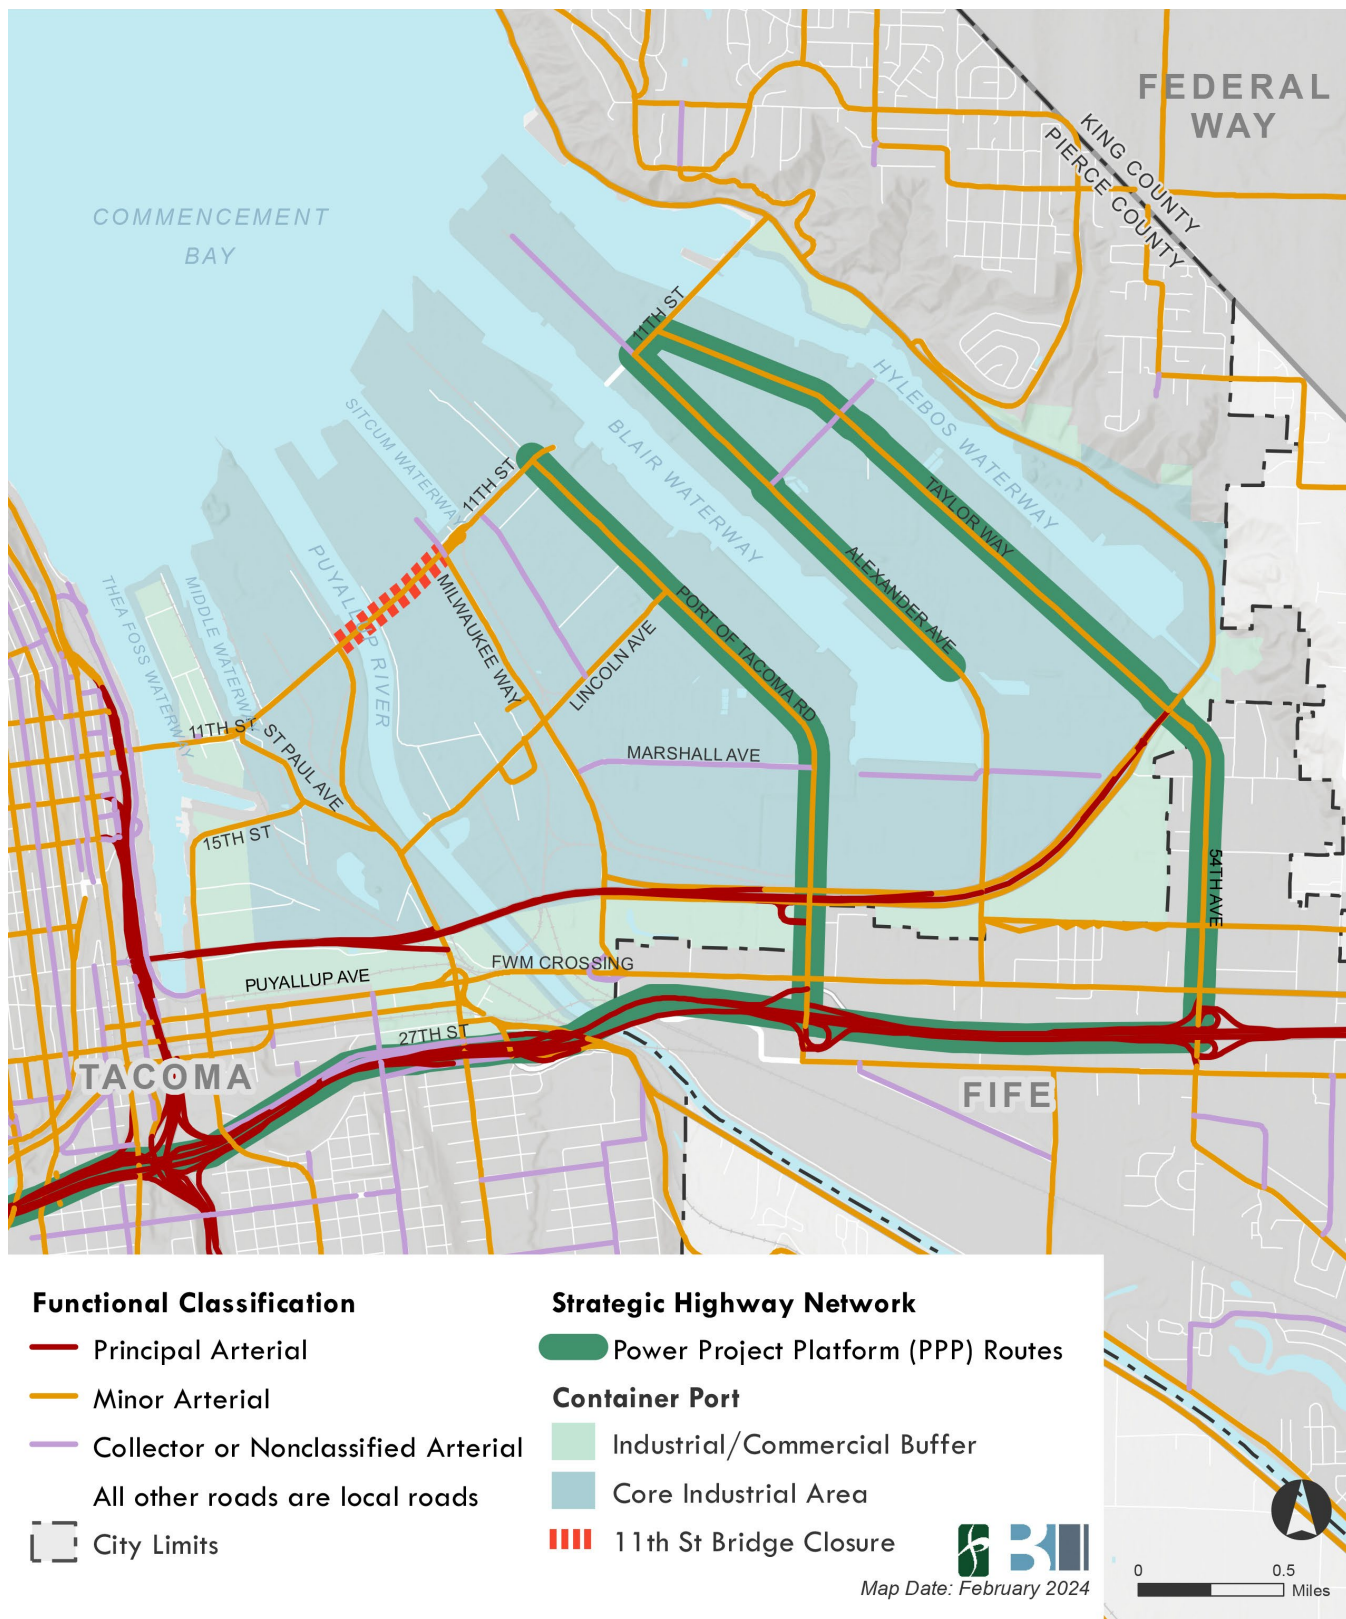 FEDERAL
WAY
KING COUNTY
PIERCE COUNTY
COMMENCEMENT
BAY
11TH ST
HYLEBOS WATERWAY
SITCUM WATERWAY
BLAIR WATERWAY
11TH ST
TAYLOR WAY
ALEXANDER AVE
PUYALLUP RIVER
THEA FOSS WATERWAY
MIDDLE WATERWAY
MILWAUKEE WAY
PORT OF TACOMA RD
LINCOLN AVE
11TH ST
ST PAUL AVE
MARSHALL AVE
15TH ST
54TH AVE
FWM CROSSING
PUYALLUP AVE
27TH ST
TACOMA
FIFE
Functional Classification
Principal Arterial
Minor Arterial
Collector or Nonclassified Arterial
All other roads are local roads
City Limits
Strategic Highway Network
Power Project Platform (PPP) Routes
Container Port
Industrial/Commercial Buffer
Core Industrial Area
11th St Bridge Closure
Map Date: February 2024
0 0.5
Miles